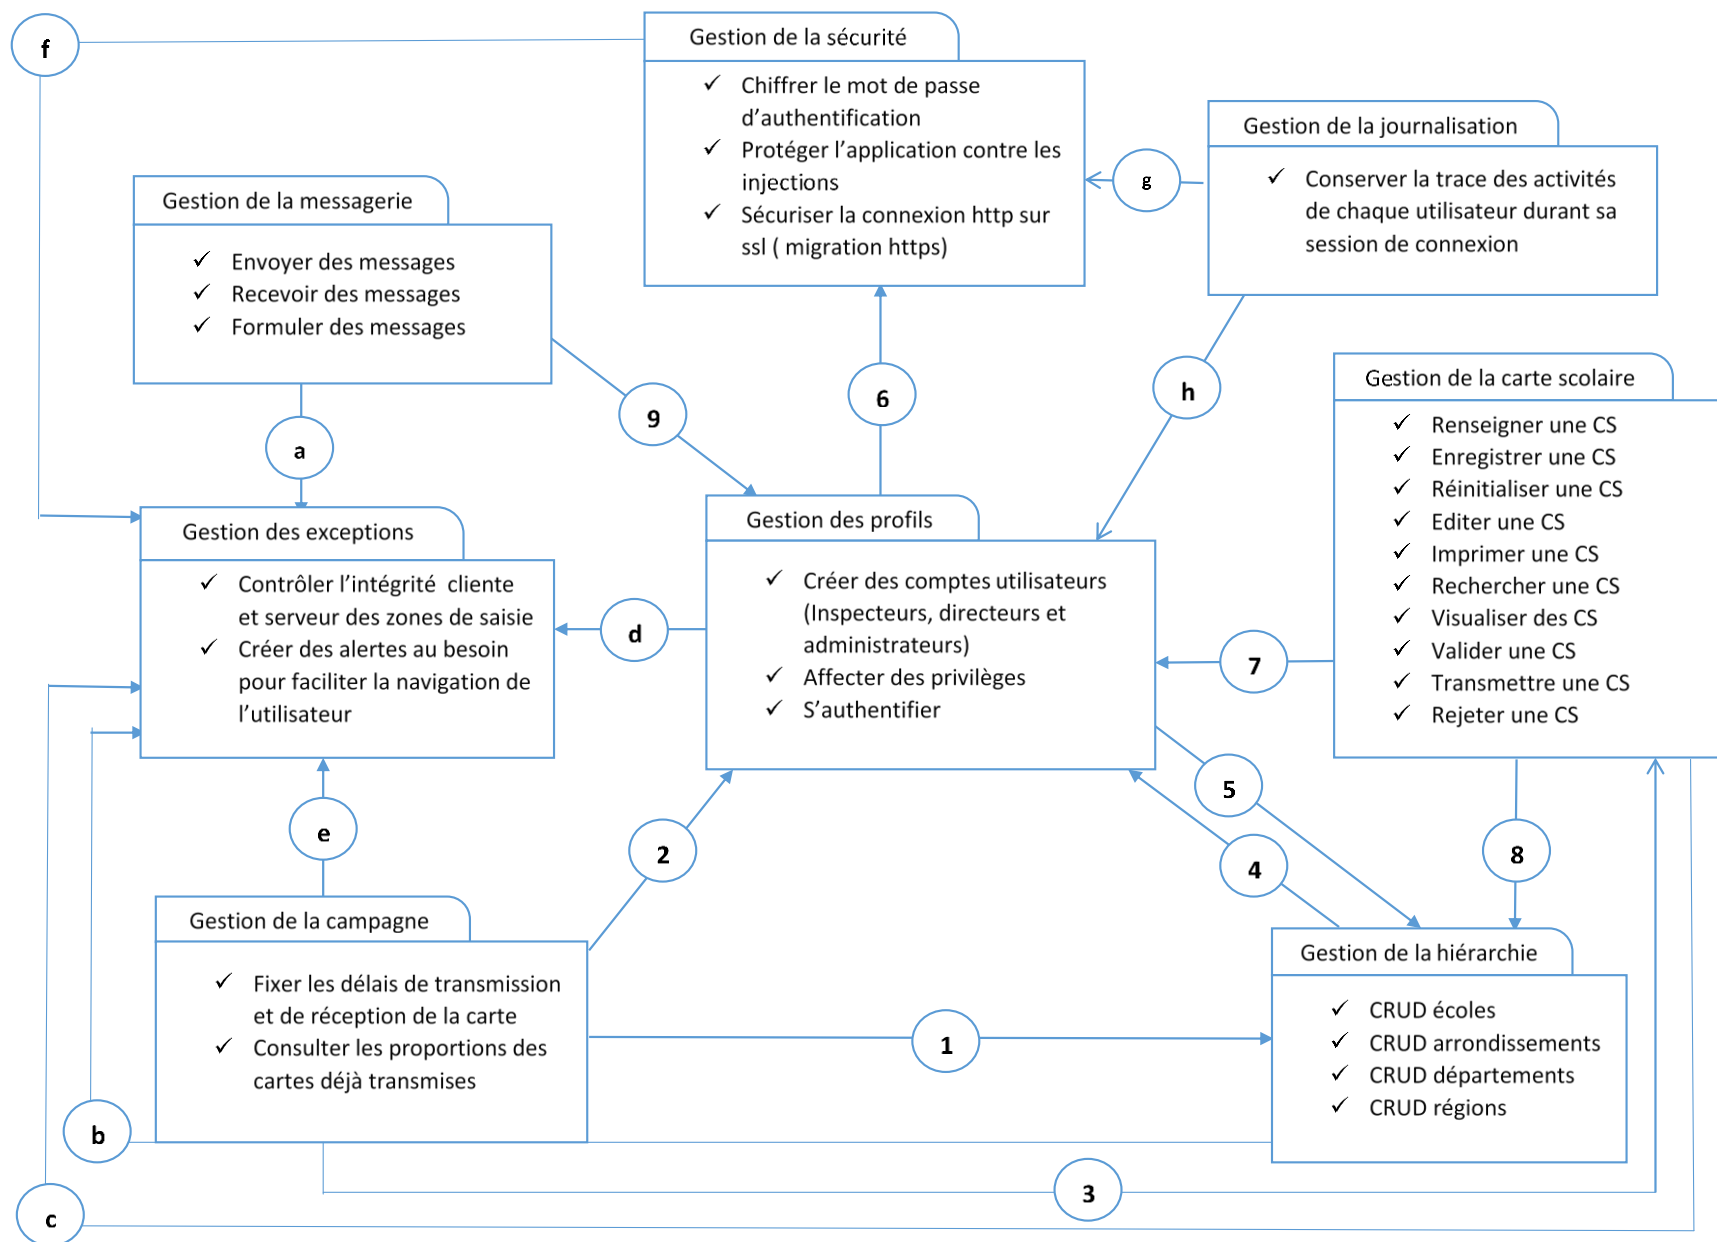 f
Gestion de la sécurité
✓ Chiffrer le mot de passe
d’authentification
✓ Protéger l’application contre les
injections
✓ Sécuriser la connexion http sur
ssl ( migration https)
Gestion de la journalisation
✓ Conserver la trace des activités
de chaque utilisateur durant sa
session de connexion
g
Gestion de la messagerie
✓ Envoyer des messages
✓ Recevoir des messages
✓ Formuler des messages
9
6
h
a
Gestion de la carte scolaire
✓ Renseigner une CS
✓ Enregistrer une CS
✓ Réinitialiser une CS
✓ Editer une CS
✓ Imprimer une CS
✓ Rechercher une CS
✓ Visualiser des CS
✓ Valider une CS
✓ Transmettre une CS
✓ Rejeter une CS
Gestion des exceptions
✓ Contrôler l’intégrité cliente
et serveur des zones de saisie
✓ Créer des alertes au besoin
pour faciliter la navigation de
l’utilisateur
d
Gestion des profils
✓ Créer des comptes utilisateurs
(Inspecteurs, directeurs et
administrateurs)
✓ Affecter des privilèges
✓ S’authentifier
7
5
e
2
4
8
Gestion de la campagne
✓ Fixer les délais de transmission
et de réception de la carte
✓ Consulter les proportions des
cartes déjà transmises
1
Gestion de la hiérarchie
✓ CRUD écoles
✓ CRUD arrondissements
✓ CRUD départements
✓ CRUD régions
b
3
c